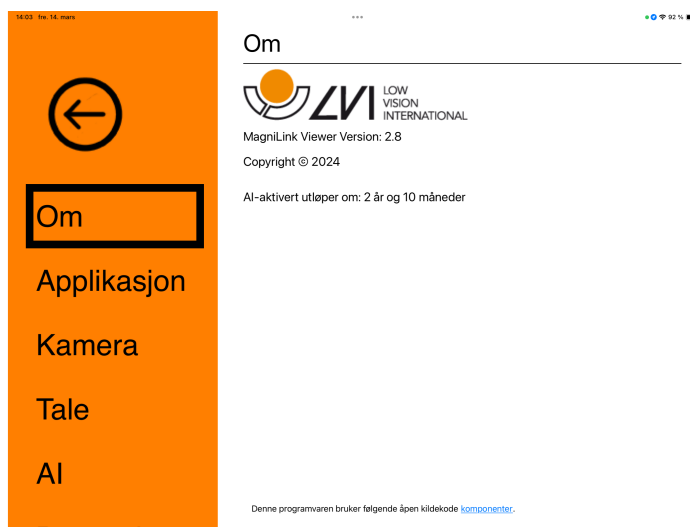 14:03 fre. 14. mars
92 %
Om
LVI LOW
VISION
INTERNATIONAL
MagniLink Viewer Version: 2.8
Copyright © 2024
AI-aktivert utløper om: 2 år og 10 måneder
Om
Applikasjon
Kamera
Tale
AI
Denne programvaren bruker følgende åpen kildekode komponenter.